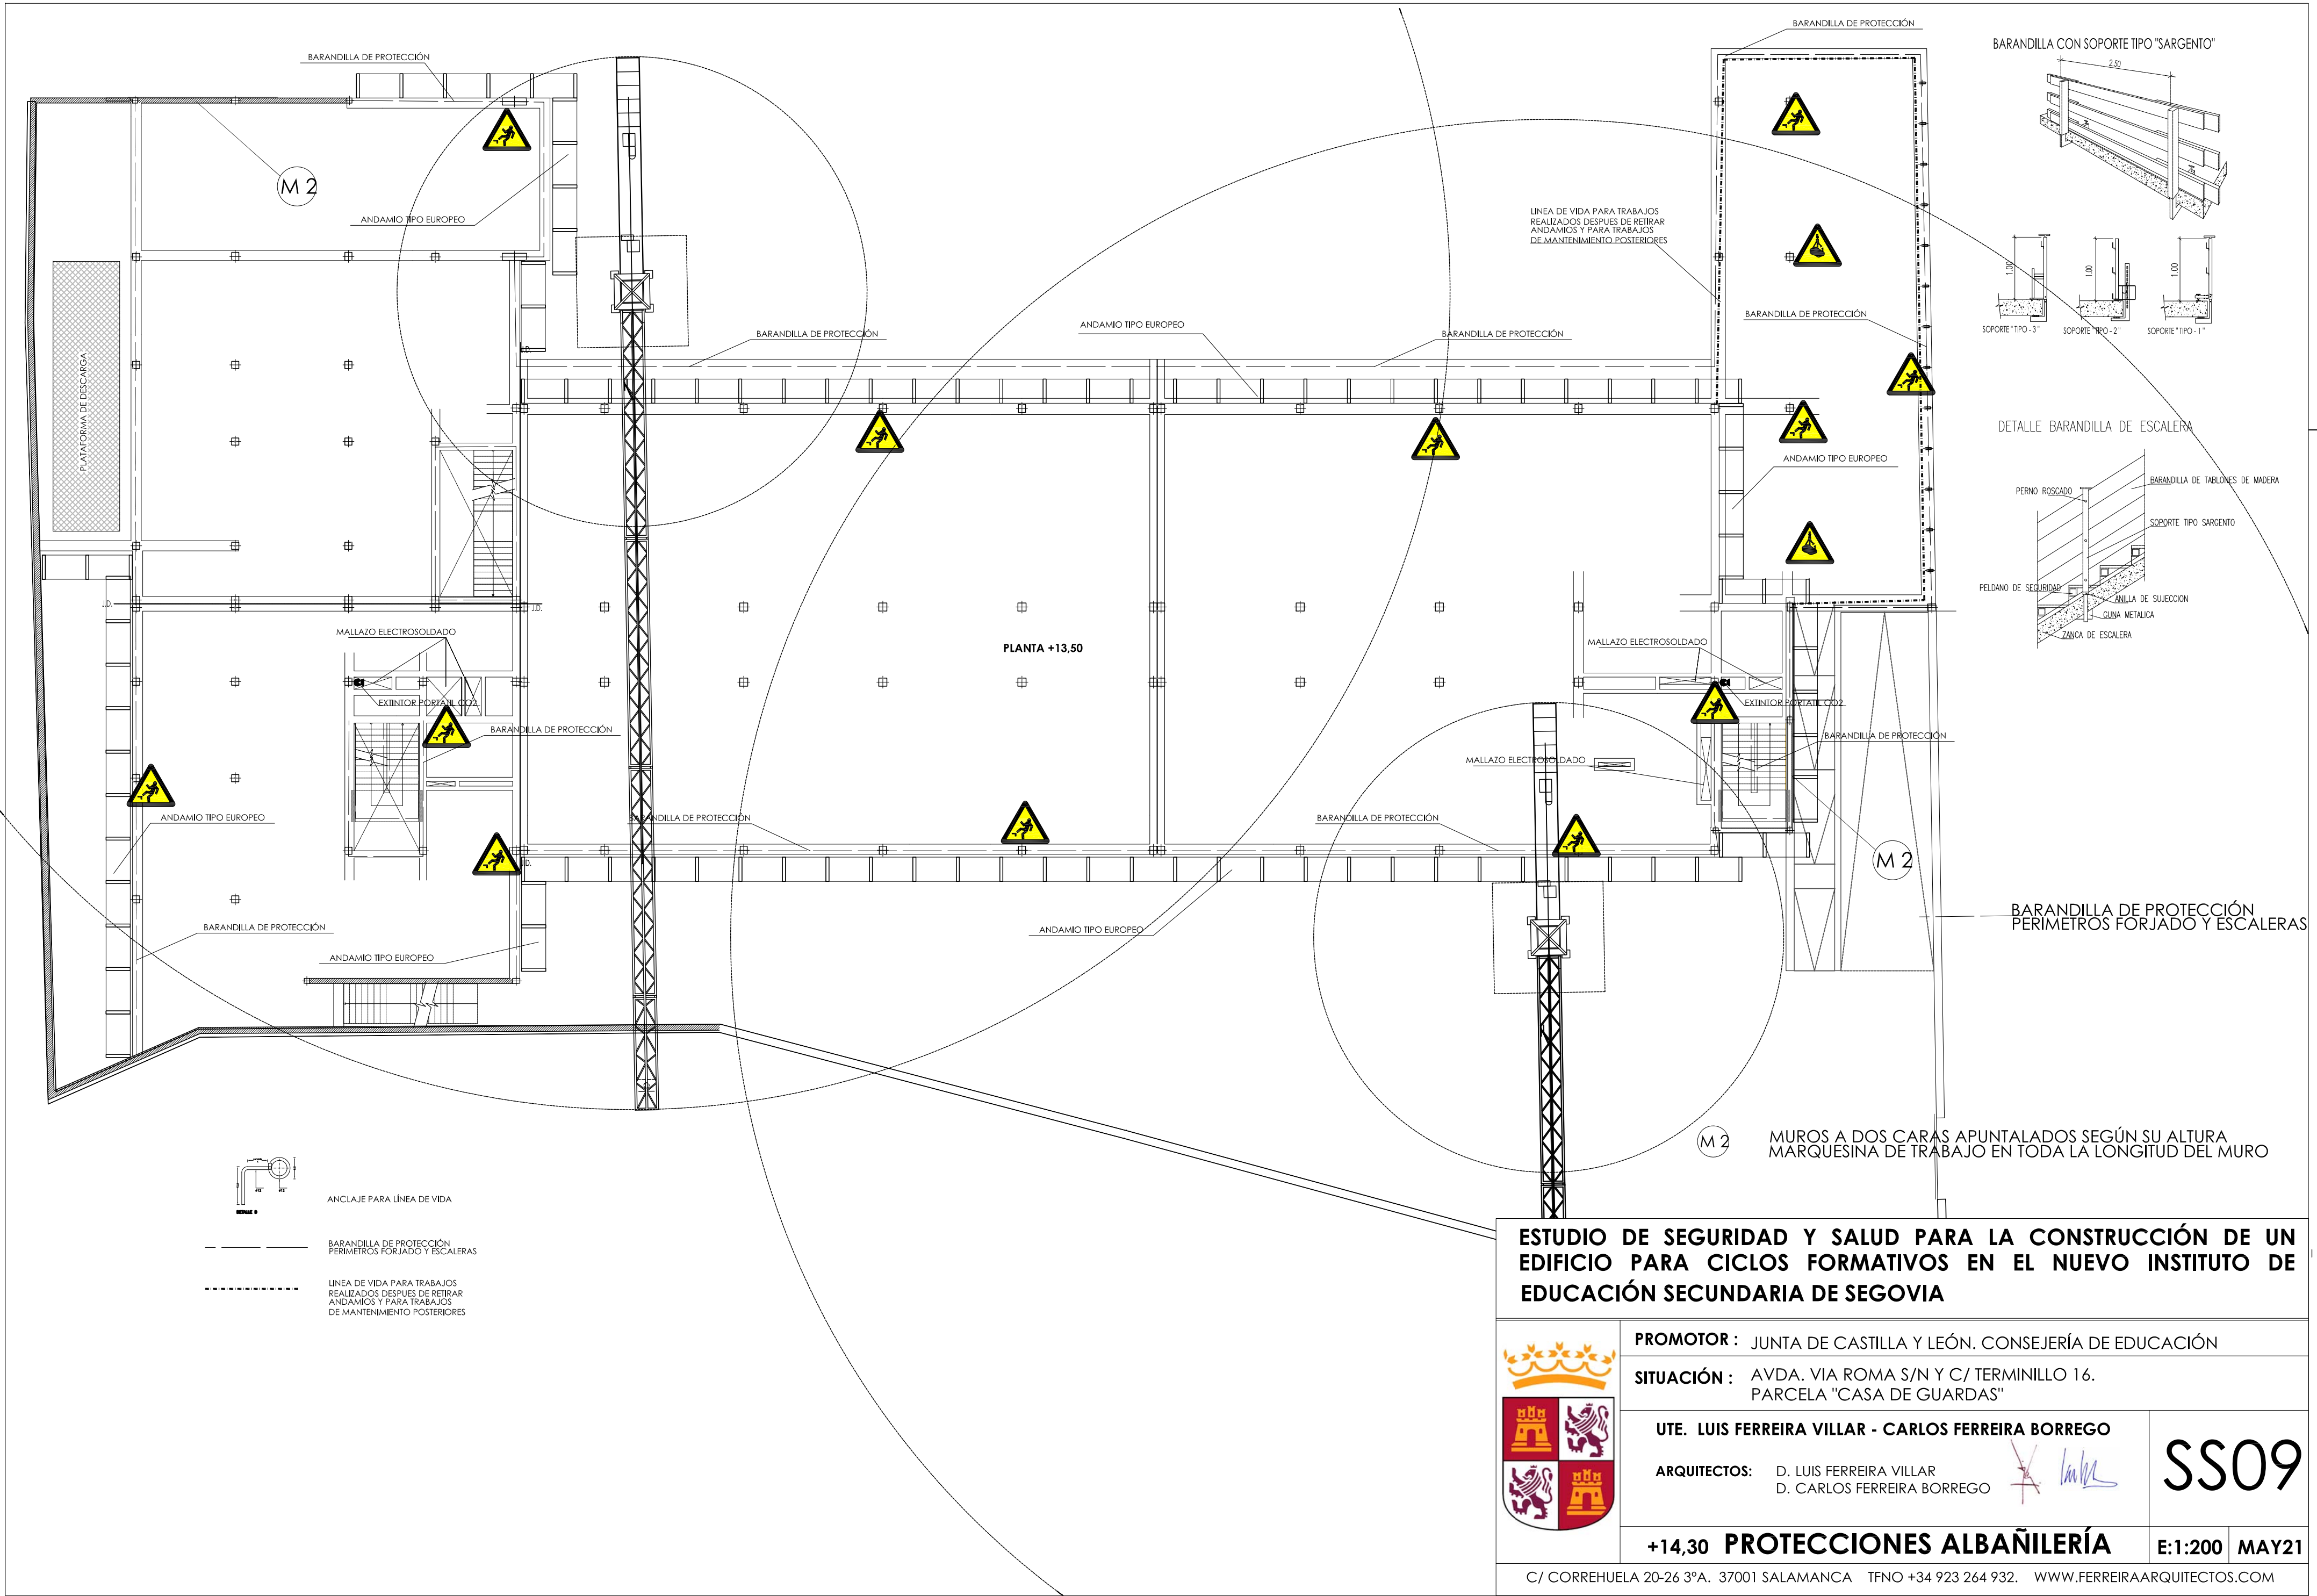 BARANDILLA DE PROTECCIÓN
BARANDILLA DE PROTECCIÓN
BARANDILLA CON SOPORTE TIPO "SARGENTO"
2.50
M 2
ANDAMIO TIPO EUROPEO
LINEA DE VIDA PARA TRABAJOS
REALIZADOS DESPUES DE RETIRAR
ANDAMIOS Y PARA TRABAJOS
DE MANTENIMIENTO POSTERIORES
1.00
1.00
1.00
SOPORTE " TIPO - 3 "
SOPORTE " TIPO - 2 "
SOPORTE " TIPO - 1 "
BARANDILLA DE PROTECCIÓN
ANDAMIO TIPO EUROPEO
BARANDILLA DE PROTECCIÓN
BARANDILLA DE PROTECCIÓN
J.D.
PLATAFORMA DE DESCARGA
DETALLE BARANDILLA DE ESCALERA
ANDAMIO TIPO EUROPEO
PERNO ROSCADO
BARANDILLA DE TABLONES DE MADERA
SOPORTE TIPO SARGENTO
PELDANO DE SEGURIDAD
ANILLA DE SUJECCION
CUNA METALICA
ZANCA DE ESCALERA
J.D.
J.D.
MALLAZO ELECTROSOLDADO
PLANTA +13,50
MALLAZO ELECTROSOLDADO
EXTINTOR PORTATIL CO2
EXTINTOR PORTATIL CO2
BARANDILLA DE PROTECCIÓN
BARANDILLA DE PROTECCIÓN
MALLAZO ELECTROSOLDADO
ANDAMIO TIPO EUROPEO
BARANDILLA DE PROTECCIÓN
BARANDILLA DE PROTECCIÓN
J.D.
M 2
BARANDILLA DE PROTECCIÓN
ANDAMIO TIPO EUROPEO
ANDAMIO TIPO EUROPEO
BARANDILLA DE PROTECCIÓN
PERIMETROS FORJADO Y ESCALERAS
M 2
MUROS A DOS CARAS APUNTALADOS SEGÚN SU ALTURA
MARQUESINA DE TRABAJO EN TODA LA LONGITUD DEL MURO
DETALLE D
ANCLAJE PARA LÍNEA DE VIDA
BARANDILLA DE PROTECCIÓN
PERIMETROS FORJADO Y ESCALERAS
LINEA DE VIDA PARA TRABAJOS
REALIZADOS DESPUES DE RETIRAR
ANDAMIOS Y PARA TRABAJOS
DE MANTENIMIENTO POSTERIORES
ESTUDIO DE SEGURIDAD Y SALUD PARA LA CONSTRUCCIÓN DE UN
EDIFICIO PARA CICLOS FORMATIVOS EN EL NUEVO INSTITUTO DE
EDUCACIÓN SECUNDARIA DE SEGOVIA
PROMOTOR : JUNTA DE CASTILLA Y LEÓN. CONSEJERÍA DE EDUCACIÓN
SITUACIÓN : AVDA. VIA ROMA S/N Y C/ TERMINILLO 16.
PARCELA "CASA DE GUARDAS"
UTE. LUIS FERREIRA VILLAR - CARLOS FERREIRA BORREGO
ARQUITECTOS: D. LUIS FERREIRA VILLAR
D. CARLOS FERREIRA BORREGO
SS09
+14,30 PROTECCIONES ALBAÑILERÍA
E:1:200 MAY21
C/ CORREHUELA 20-26 3ºA. 37001 SALAMANCA TFNO +34 923 264 932. WWW.FERREIRAARQUITECTOS.COM